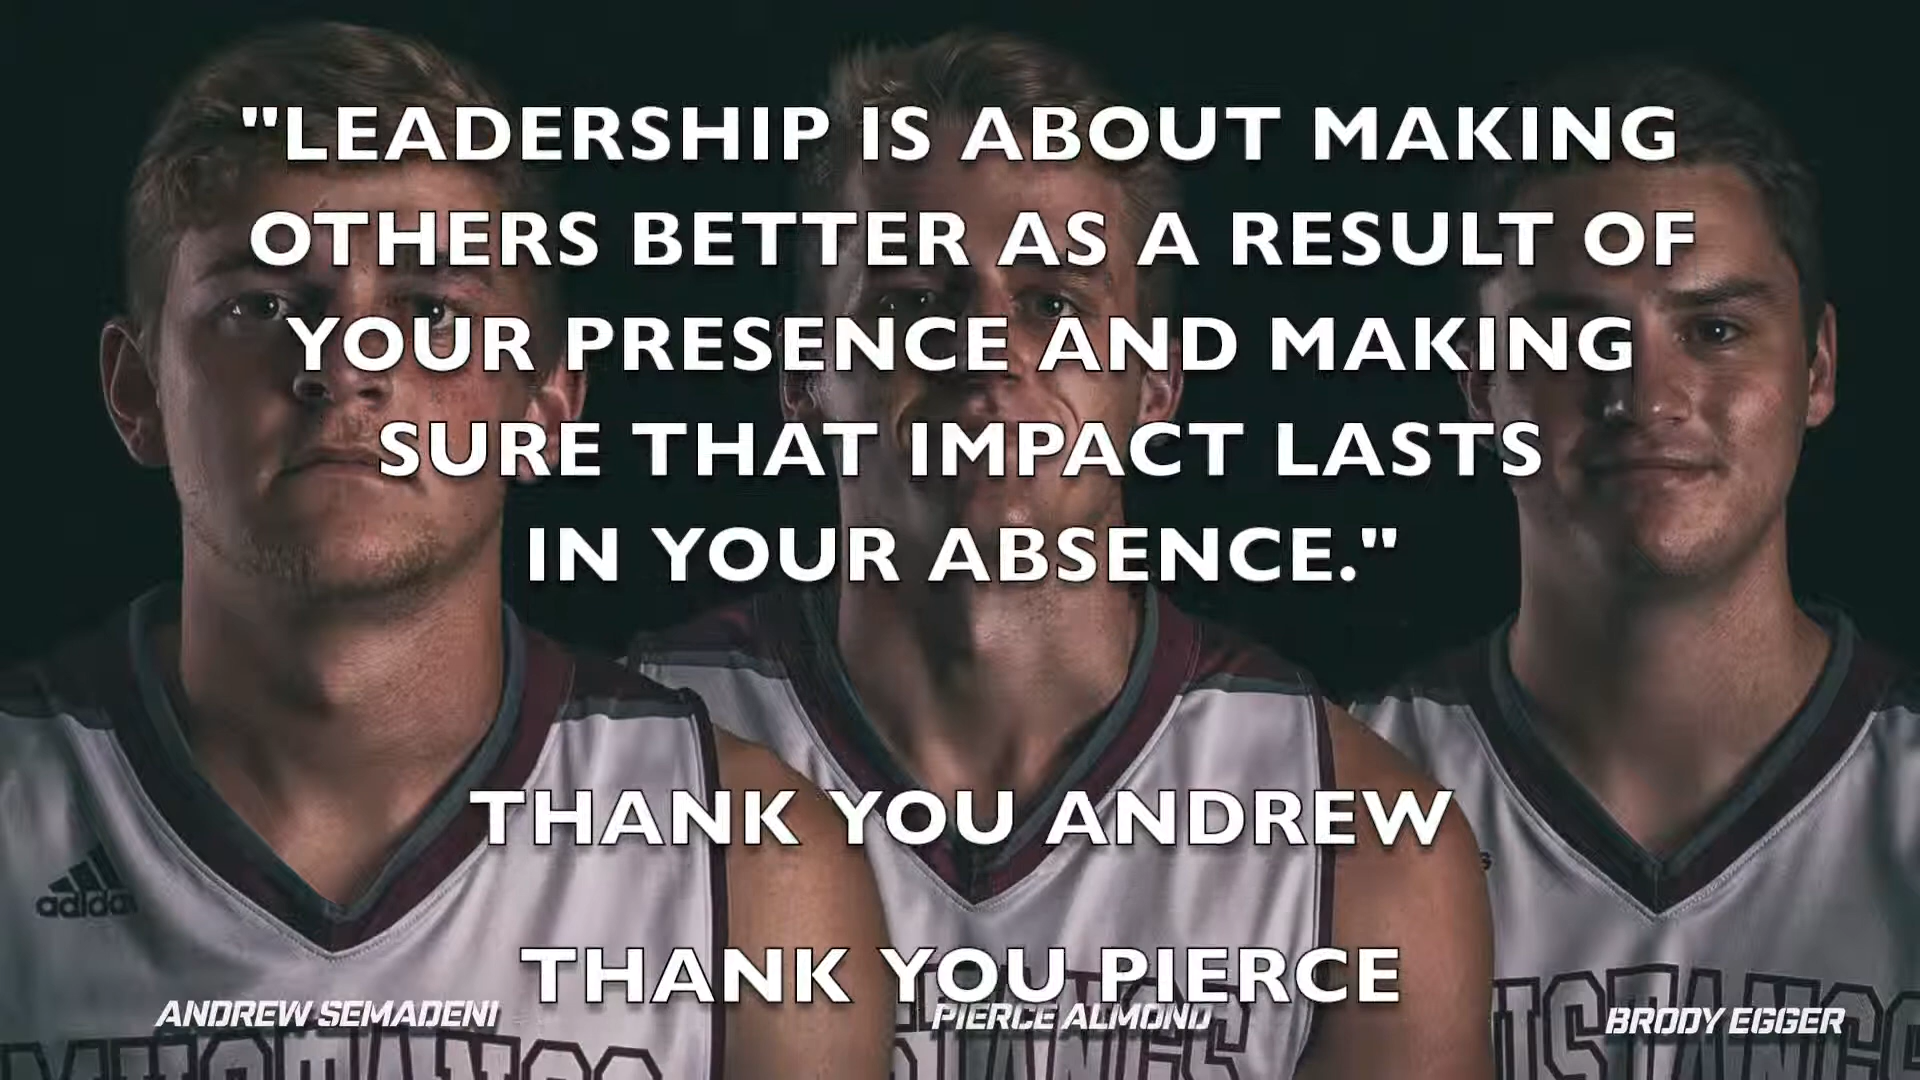 "LEADERSHIP IS ABOUT MAKING
OTHERS BETTER AS A RESULT OF
YOUR PRESENCE AND MAKING
SURE THAT IMPACT LASTS
IN YOUR ABSENCE."
THANK YOU ANDREW
adidas
THANK YOU PIERCE
ANDREW SEMADENI
PIERCE ALMOND
BRODY EGGER